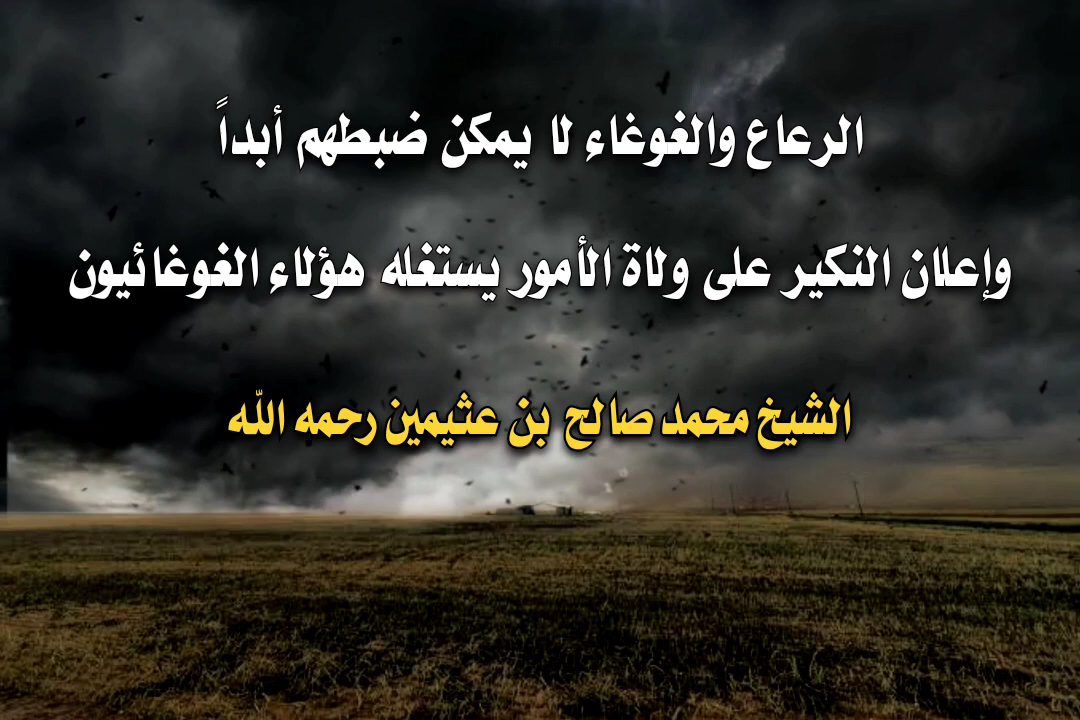 الرعاع والغوغاء لا يمكن ضبطهم أبداً
وإعلان النكير على ولاة الأمور يستغله هؤلاء الغوغائيون
الشيخ محمد صالح بن عثيمين رحمه الله